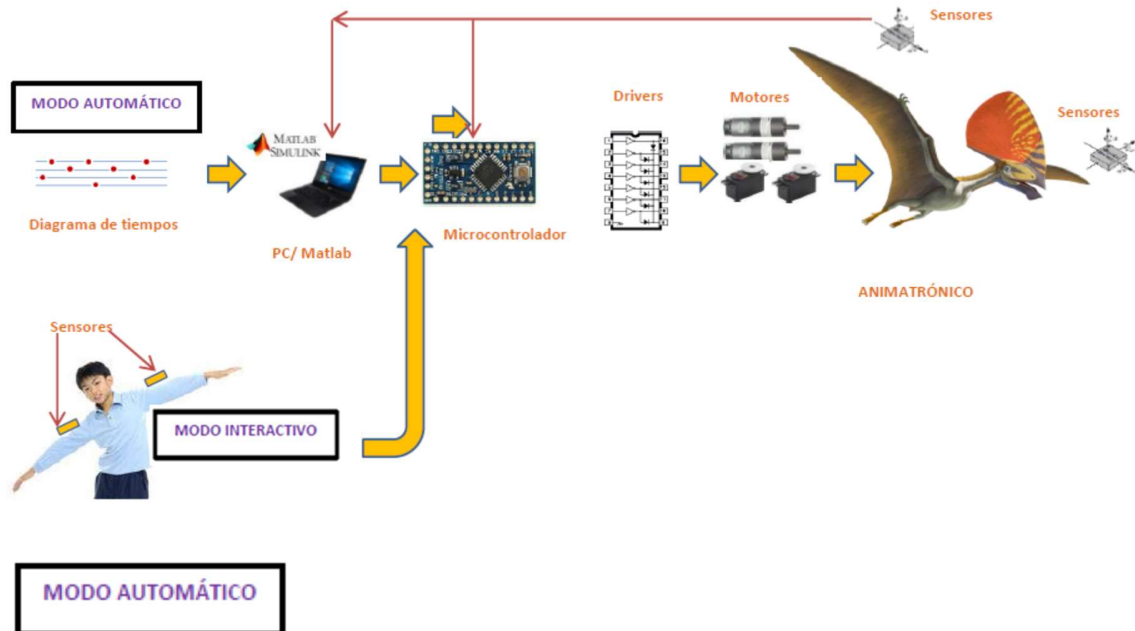 Sensores
MODO AUTOMÁTICO
Drivers
Motores
Sensores
MATLAB
SIMULINK
Diagrama de tiempos
PC/ Matlab
Microcontrolador
ANIMATRÓNICO
Sensores
MODO INTERACTIVO
MODO AUTOMÁTICO